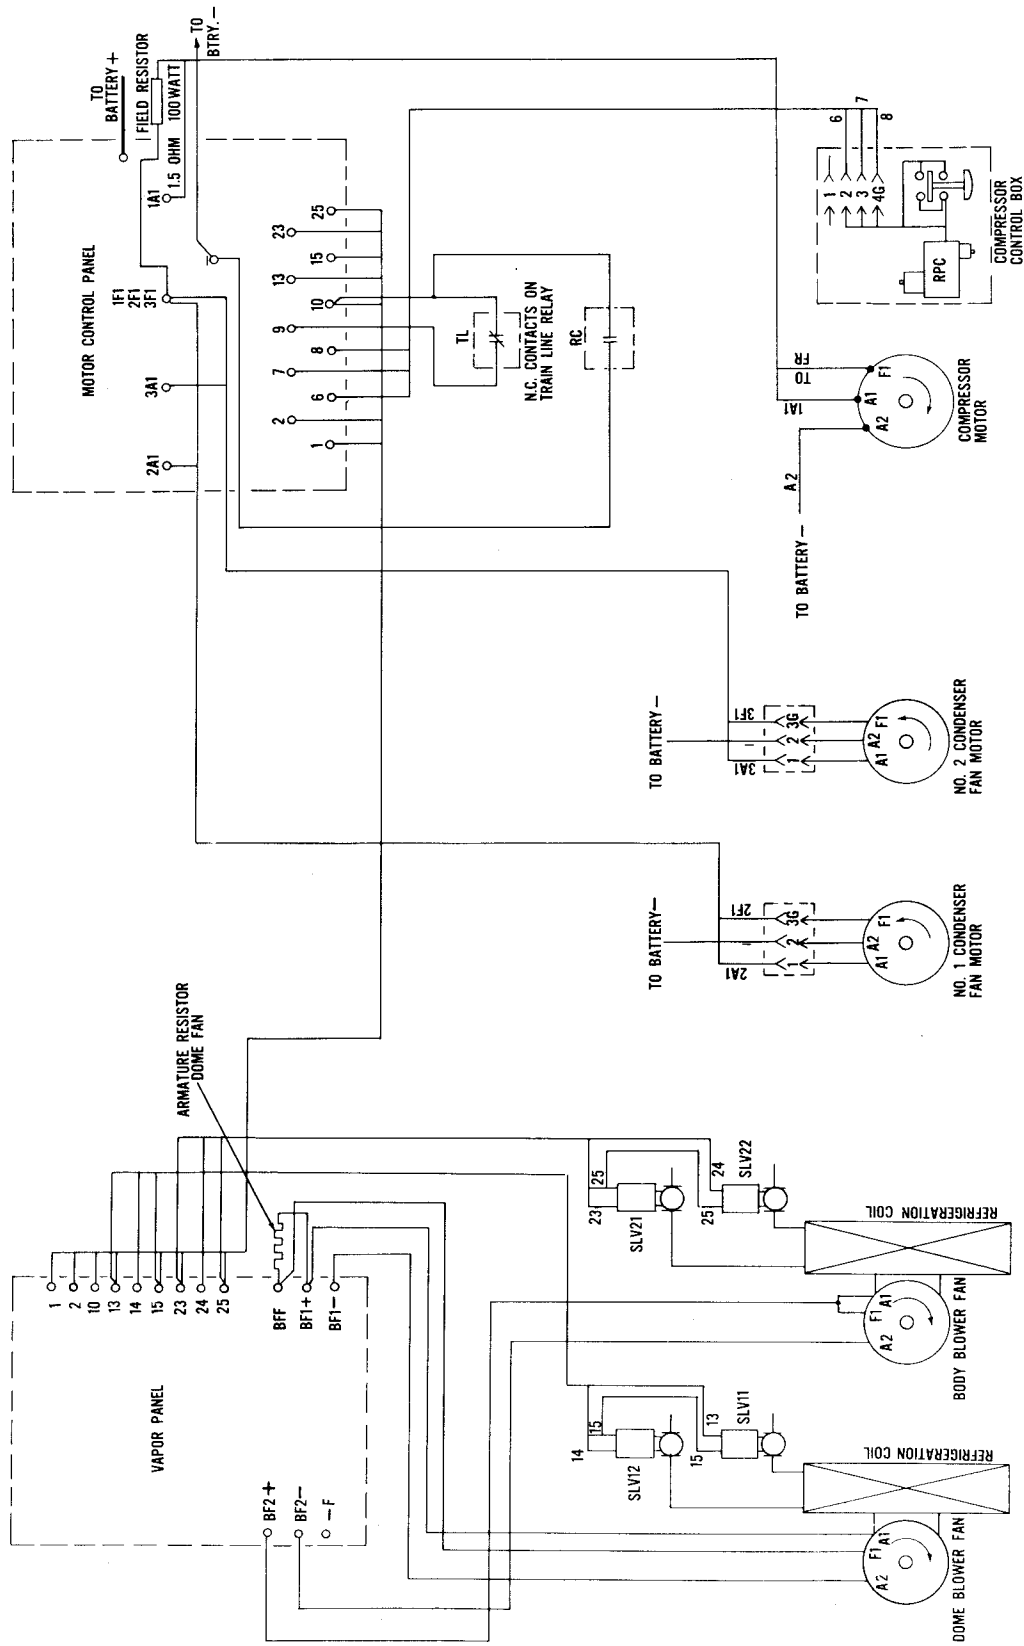 TO
BATTERY+
FIELD RESISTOR
1.5 OHM 100 WATT
TO
BTRY.-
MOTOR CONTROL PANEL
1A1
1F1
2F1
3F1
3A1
2A1
25
23
15
13
10
9
8
7
6
2
1
TL
N.C. CONTACTS ON
TRAIN LINE RELAY
RC
6
7
8
1
2
3
4G
RPC
COMPRESSOR
CONTROL BOX
TO FR
1A1
A2
TO BATTERY-
F1
A1
A2
COMPRESSOR
MOTOR
TO BATTERY-
3F1
-
3A1
3G
2
1
F1
A2
A1
NO. 2 CONDENSER
FAN MOTOR
TO BATTERY-
2F1
-
2A1
3G
2
1
F1
A2
A1
NO. 1 CONDENSER
FAN MOTOR
ARMATURE RESISTOR
DOME FAN
VAPOR PANEL
1
2
10
13
14
15
23
24
25
BFF
BF1+
BF1-
BF2+
BF2-
-F
25
23
SLV21
24
25
SLV22
REFRIGERATION COIL
F1
A1
A2
BODY BLOWER FAN
15
14
SLV12
13
15
SLV11
REFRIGERATION COIL
F1
A1
A2
DOME BLOWER FAN